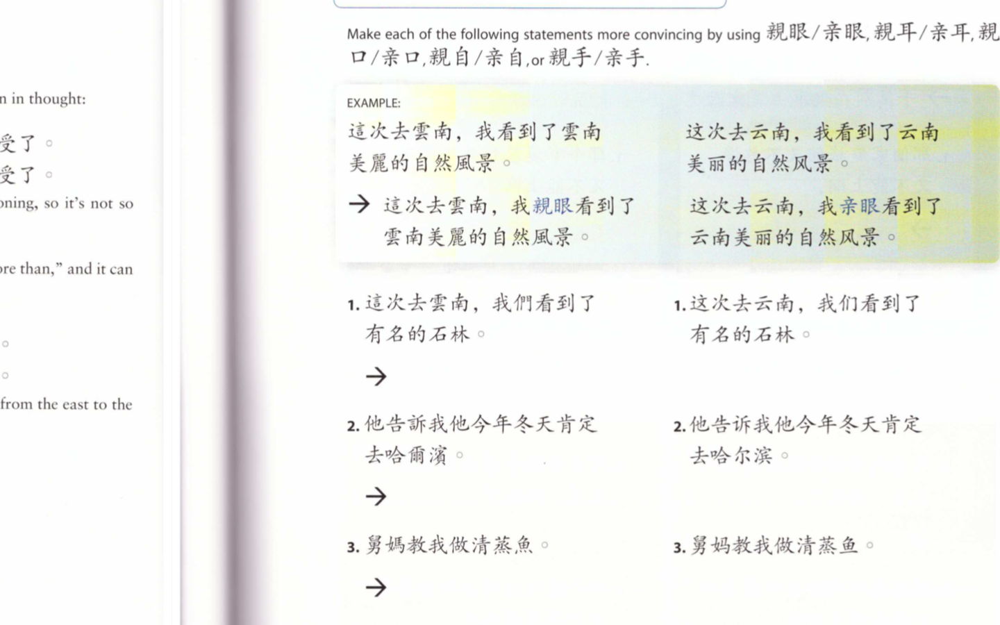 n in thought:
受了。
受了。
oning, so it's not so
ore than,” and it can
。
。
from the east to the
Make each of the following statements more convincing by using 親眼/亲眼, 親耳/亲耳, 親
口/亲口, 親自/亲自, or 親手/亲手.
EXAMPLE:
這次去雲南，我看到了雲南
美麗的自然風景。
→ 這次去雲南，我親眼看到了
雲南美麗的自然風景。
这次去云南，我看到了云南
美丽的自然风景。
这次去云南，我亲眼看到了
云南美丽的自然风景。
1. 這次去雲南，我們看到了
有名的石林。
→
1. 这次去云南，我们看到了
有名的石林。
2. 他告訴我他今年冬天肯定
去哈爾濱。
→
2. 他告诉我他今年冬天肯定
去哈尔滨。
3. 舅媽教我做清蒸魚。
→
3. 舅妈教我做清蒸鱼。